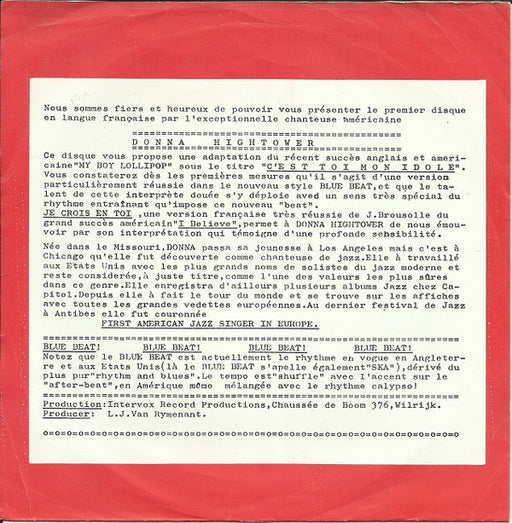 Nous sommes fiers et heureux de pouvoir vous présenter le premier disque
en langue française par l'exceptionnelle chanteuse américaine
==================================================
D O N N A   H I G H T O W E R
==================================================
Ce disque vous propose une adaptation du récent succès anglais et ameri-
caine"MY BOY LOLLIPOP" sous le titre "C'EST TOI MON IDOLE".
Vous constaterez dès les premières mesures qu'il s'agit d'une version
particulièrement réussie dans le nouveau style BLUE BEAT,et que le ta-
lent de cette interprète douée s'y déploie avec un sens très spécial du
rhythme entraînant qu'impose ce nouveau "beat".
JE CROIS EN TOI ,une version française très réussie de J.Brousolle du
grand succès américain"I Believe",permet à DONNA HIGHTOWER de nous émou-
voir par son interprétation qui témoigne d'une profonde sehsibilité.
Née dans le Missouri,DONNA passa sa jeunesse à Los Angeles mais c'est à
Chicago qu'elle fut découverte comme chanteuse de jazz.Elle à travaillé
aux Etats Unis avec les plus grands noms de solistes du jazz moderne et
reste considerée,à juste titre,comme l'une des valeurs les plus sûres
dans ce genre.Elle enregistra d'ailleurs plusieurs albums Jazz chez Ca-
pitol.Depuis elle à fait le tour du monde et se trouve sur les affiches
avec toutes les grandes vedettes européennes.Au dernier festival de Jazz
à Antibes elle fut couronnée
FIRST AMERICAN JAZZ SINGER IN EUROPE.
==================================================
BLUE BEAT! BLUE BEAT! BLUE BEAT! BLUE BEAT!
Notez que le BLUE BEAT est actuellement le rhythme en vogue en Angleter-
re et aux Etats Unis(là le BLUE BEAT s'apelle également"SKA"),dérivé du
plus pur"rhythm and blues".Le tempo est"shuffle" avec l'accent sur le
"after-beat",en Amérique même mélangée avec le rhythme calypso!
==================================================
Production:Intervox Record Productions,Chaussée de Boom 376,Wilrijk.
Producer: L.J.Van Rymenant.
o=o=o=o=o=o=o=o=o=o=o=o=o=o=o=o=o=o=o=o=o=o=o=o=o=o=o=o=o=o=o=o=o=o=o